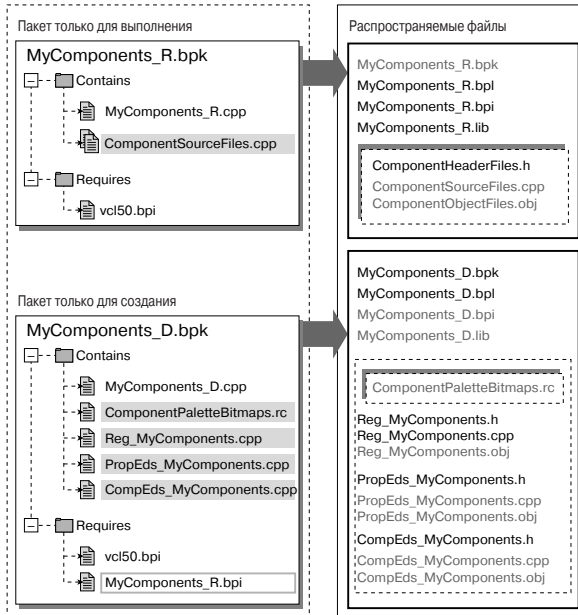 Пакет только для выполнения
MyComponents_R.bpk
Contains
MyComponents_R.cpp
ComponentSourceFiles.cpp
Requires
vcl50.bpi
Пакет только для создания
MyComponents_D.bpk
Contains
MyComponents_D.cpp
ComponentPaletteBitmaps.rc
Reg_MyComponents.cpp
PropEds_MyComponents.cpp
CompEds_MyComponents.cpp
Requires
vcl50.bpi
MyComponents_R.bpi
Распространяемые файлы
MyComponents_R.bpk
MyComponents_R.bpl
MyComponents_R.bpi
MyComponents_R.lib
ComponentHeaderFiles.h
ComponentSourceFiles.cpp
ComponentObjectFiles.obj
MyComponents_D.bpk
MyComponents_D.bpl
MyComponents_D.bpi
MyComponents_D.lib
ComponentPaletteBitmaps.rc
Reg_MyComponents.h
Reg_MyComponents.cpp
Reg_MyComponents.obj
PropEds_MyComponents.h
PropEds_MyComponents.cpp
PropEds_MyComponents.obj
CompEds_MyComponents.h
CompEds_MyComponents.cpp
CompEds_MyComponents.obj